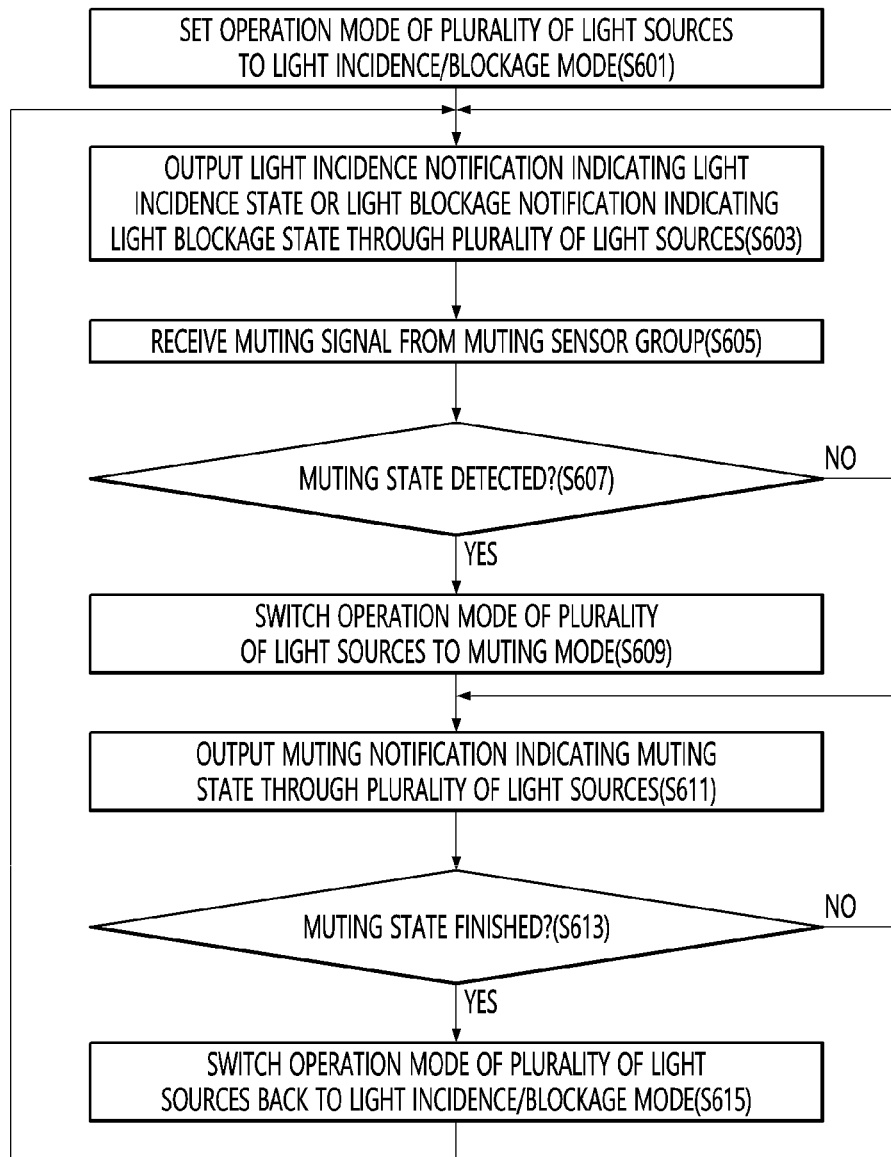 SET OPERATION MODE OF PLURALITY OF LIGHT SOURCES
TO LIGHT INCIDENCE/BLOCKAGE MODE(S601)
OUTPUT LIGHT INCIDENCE NOTIFICATION INDICATING LIGHT
INCIDENCE STATE OR LIGHT BLOCKAGE NOTIFICATION INDICATING
LIGHT BLOCKAGE STATE THROUGH PLURALITY OF LIGHT SOURCES(S603)
RECEIVE MUTING SIGNAL FROM MUTING SENSOR GROUP(S605)
MUTING STATE DETECTED?(S607)
NO
YES
SWITCH OPERATION MODE OF PLURALITY
OF LIGHT SOURCES TO MUTING MODE(S609)
OUTPUT MUTING NOTIFICATION INDICATING MUTING
STATE THROUGH PLURALITY OF LIGHT SOURCES(S611)
MUTING STATE FINISHED?(S613)
NO
YES
SWITCH OPERATION MODE OF PLURALITY OF LIGHT
SOURCES BACK TO LIGHT INCIDENCE/BLOCKAGE MODE(S615)